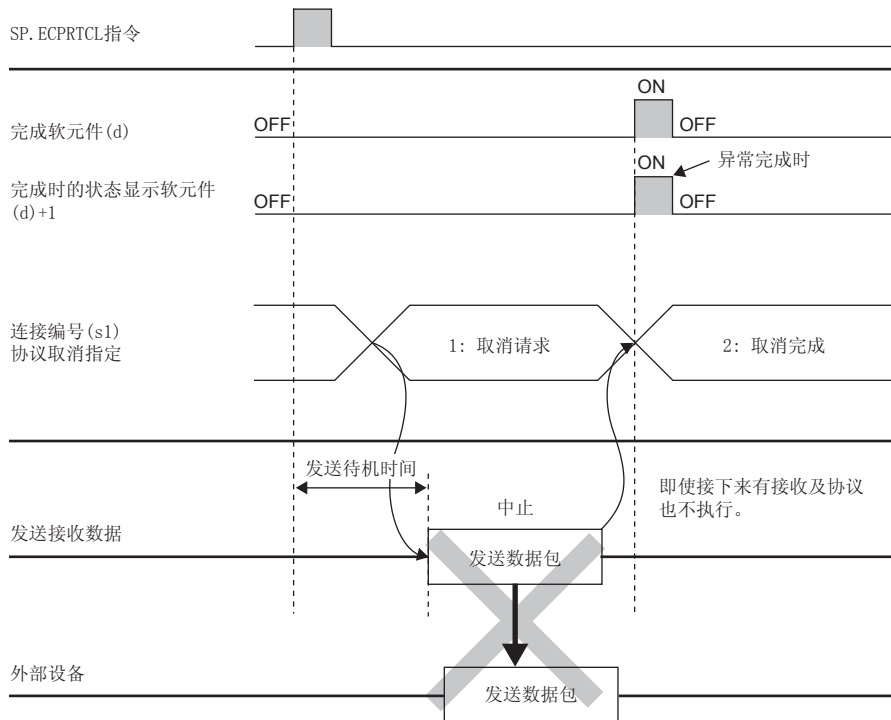 SP.ECPRTCL指令
ON
完成软元件(d)
OFF
OFF
ON
异常完成时
完成时的状态显示软元件
(d)+1
OFF
OFF
连接编号(s1)
协议取消指定
1: 取消请求
2: 取消完成
发送待机时间
即使接下来有接收及协议
也不执行。
中止
发送接收数据
发送数据包
外部设备
发送数据包